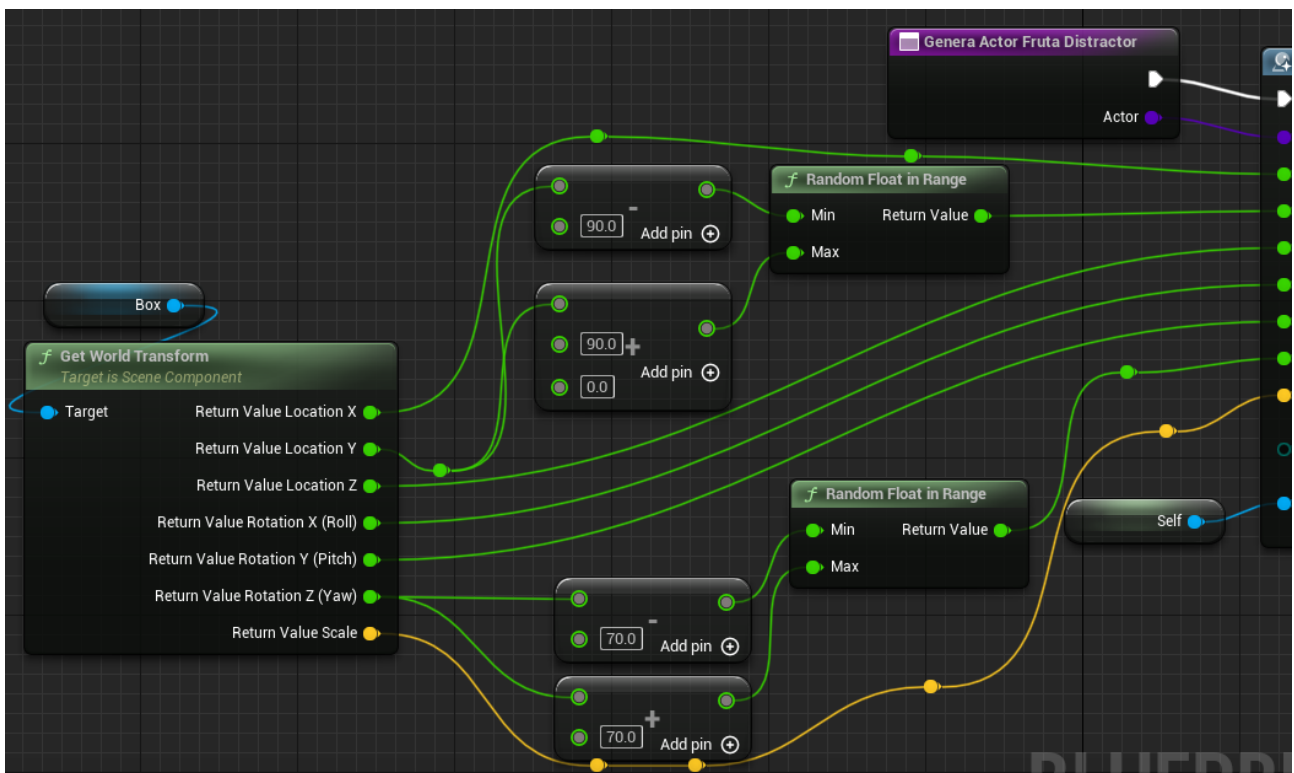 Genera Actor Fruta Distractor
Actor
-
90.0
Add pin
f Random Float in Range
Min
Return Value
Max
Box
+
90.0
0.0
Add pin
f Get World Transform
Target is Scene Component
Target
Return Value Location X
Return Value Location Y
Return Value Location Z
Return Value Rotation X (Roll)
Return Value Rotation Y (Pitch)
Return Value Rotation Z (Yaw)
Return Value Scale
f Random Float in Range
Min
Return Value
Max
Self
-
70.0
Add pin
+
70.0
Add pin